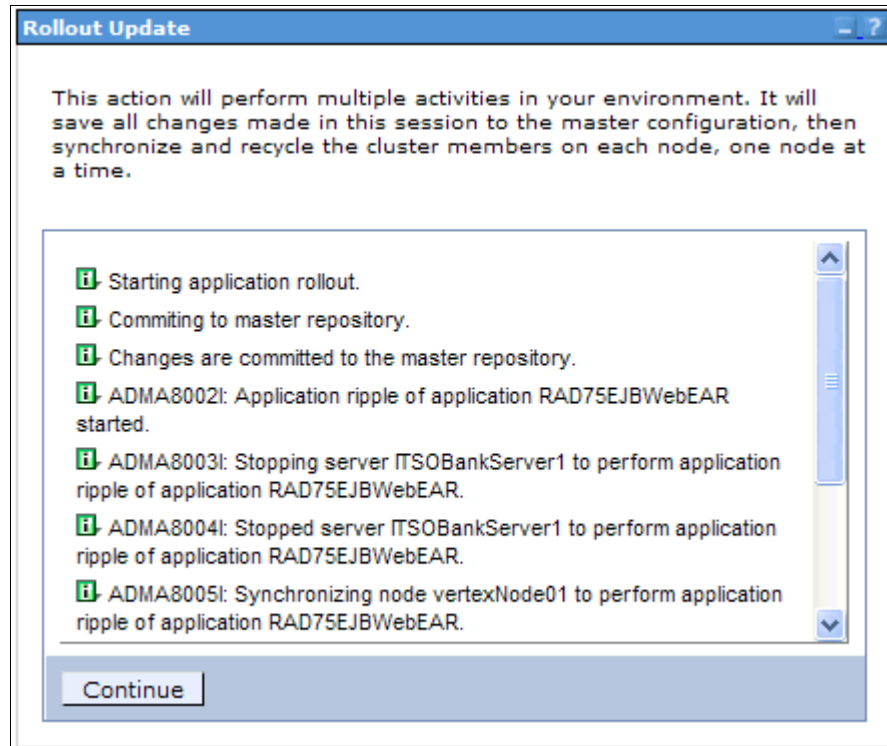 Rollout Update
This action will perform multiple activities in your environment. It will
save all changes made in this session to the master configuration, then
synchronize and recycle the cluster members on each node, one node at
a time.
Starting application rollout.
Commiting to master repository.
Changes are committed to the master repository.
ADMA8002I: Application ripple of application RAD75EJBWebEAR
started.
ADMA8003I: Stopping server ITSOBankServer1 to perform application
ripple of application RAD75EJBWebEAR.
ADMA8004I: Stopped server ITSOBankServer1 to perform application
ripple of application RAD75EJBWebEAR.
ADMA8005I: Synchronizing node vertexNode01 to perform application
ripple of application RAD75EJBWebEAR.
Continue